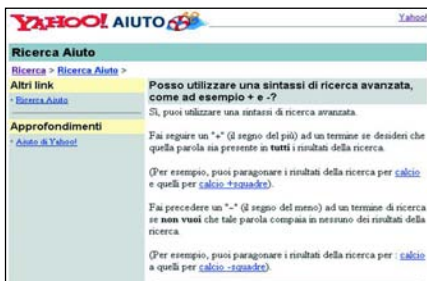 YAHOO! AIUTO
Yahoo!
Ricerca Aiuto
Ricerca > Ricerca Aiuto >
Altri link
· Ricerca Aiuto
Approfondimenti
· Aiuto di Yahoo!
Posso utilizzare una sintassi di ricerca avanzata,
come ad esempio + e -?
Sì, puoi utilizzare una sintassi di ricerca avanzata.
Fai seguire un "+" (il segno del più) ad un termine se desideri che
quella parola sia presente in tutti i risultati della ricerca.
(Per esempio, puoi paragonare i risultati della ricerca per calcio
e quelli per calcio +squadre).
Fai precedere un "-" (il segno del meno) ad un termine di ricerca
se non vuoi che tale parola compaia in nessuno dei risultati della
ricerca.
(Per esempio, puoi paragonare i risultati della ricerca per : calcio
a quelli per calcio -squadre).